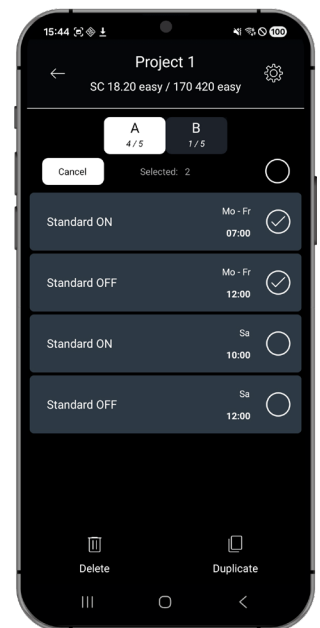 15:44 100
Project 1
SC 18.20 easy / 170 420 easy
A B
4 / 5 1 / 5
Cancel Selected: 2
Mo - Fr
Standard ON
07:00
Mo - Fr
Standard OFF
12:00
Sa
Standard ON
10:00
Sa
Standard OFF
12:00
Delete Duplicate